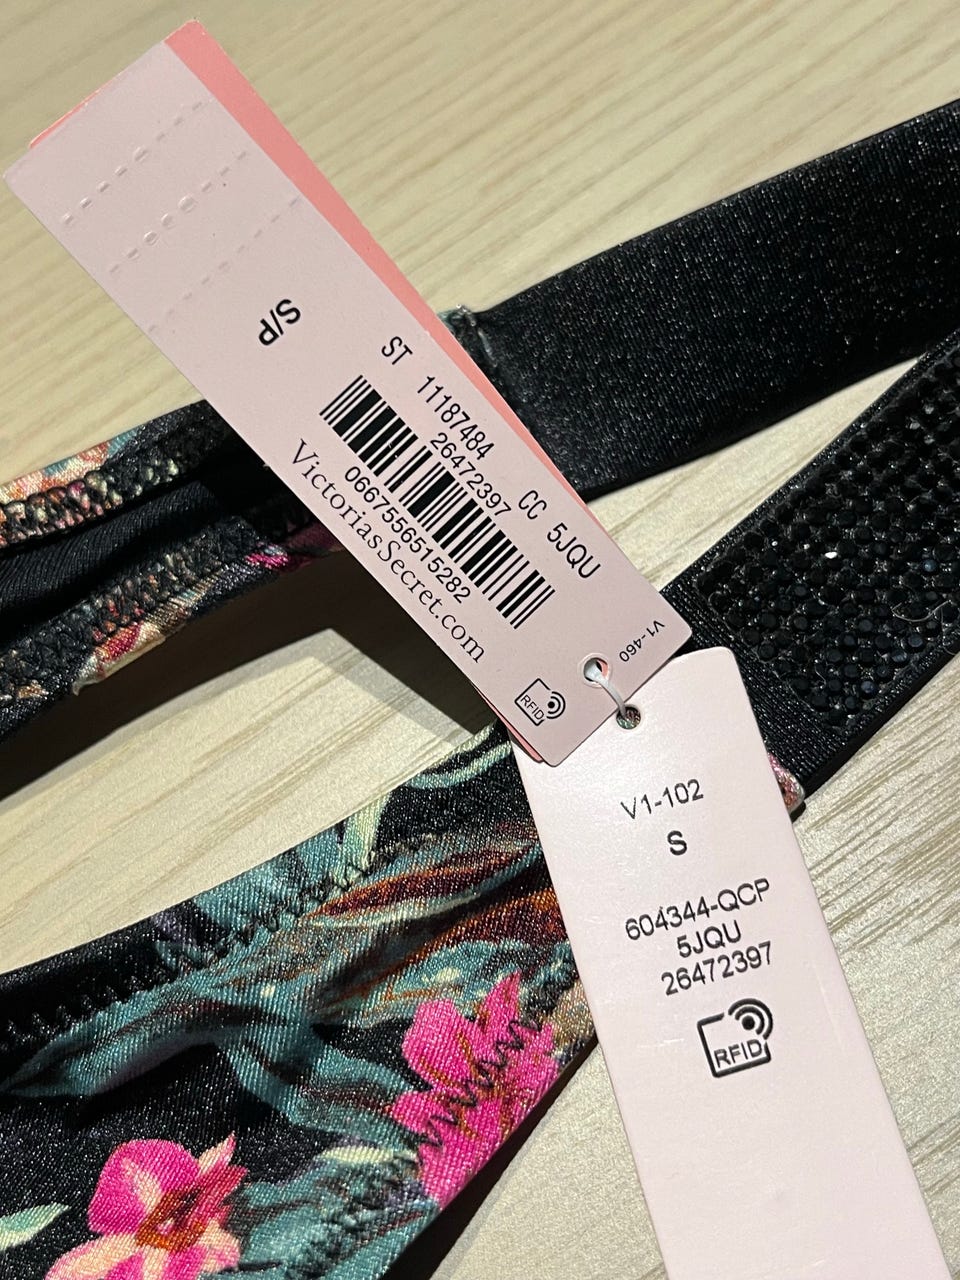 S/P
ST 11187484 CC 5JQU
26472397
0667556515282
VictoriasSecret.com
RFID
V1-460
V1-102
S
604344-QCP
5JQU
26472397
RFID